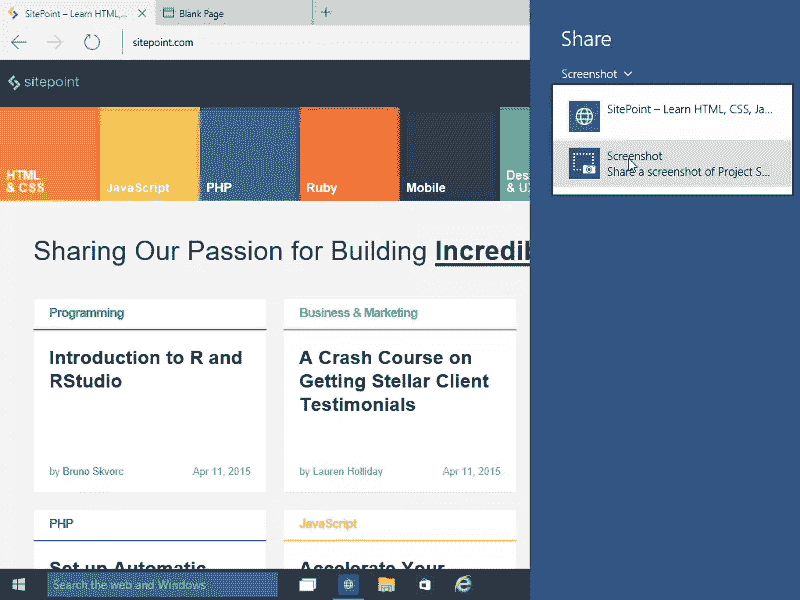 SitePoint – Learn HTML,...
Blank Page
sitepoint.com
sitepoint
HTML
& CSS
JavaScript
PHP
Ruby
Mobile
Des
& U
Sharing Our Passion for Building Incredib
Programming
Introduction to R and
RStudio
by Bruno Skvorc
Apr 11, 2015
Business & Marketing
A Crash Course on
Getting Stellar Client
Testimonials
by Lauren Holliday
Apr 11, 2015
PHP
Set up Automatic
JavaScript
Accelerate Your
Share
Screenshot
SitePoint – Learn HTML, CSS, Ja...
Screenshot
Share a screenshot of Project S...
Search the web and Windows